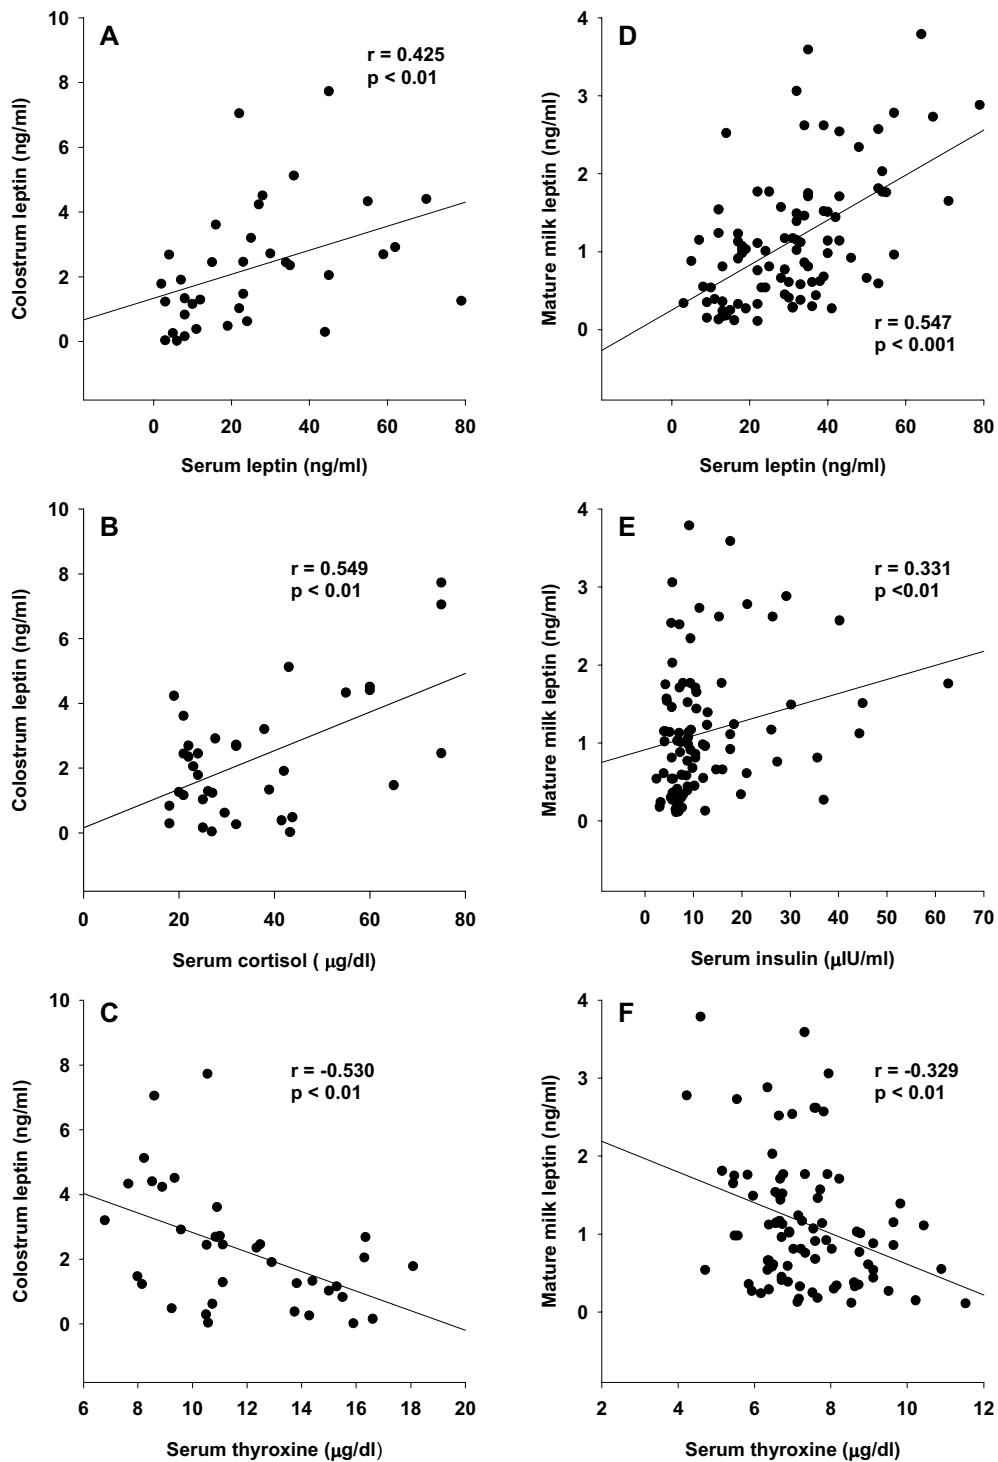 A
r = 0.425
p < 0.01
Colostrum leptin (ng/ml)
10
8
6
4
2
0
0 20 40 60 80
Serum leptin (ng/ml)
D
r = 0.547
p < 0.001
Mature milk leptin (ng/ml)
4
3
2
1
0
0 20 40 60 80
Serum leptin (ng/ml)
B
r = 0.549
p < 0.01
Colostrum leptin (ng/ml)
10
8
6
4
2
0
0 20 40 60 80
Serum cortisol ( μg/dl)
E
r = 0.331
p <0.01
Mature milk leptin (ng/ml)
4
3
2
1
0
0 10 20 30 40 50 60 70
Serum insulin (μIU/ml)
C
r = -0.530
p < 0.01
Colostrum leptin (ng/ml)
10
8
6
4
2
0
6 8 10 12 14 16 18 20
Serum thyroxine (μg/dl)
F
r = -0.329
p < 0.01
Mature milk leptin (ng/ml)
4
3
2
1
0
2 4 6 8 10 12
Serum thyroxine (μg/dl)